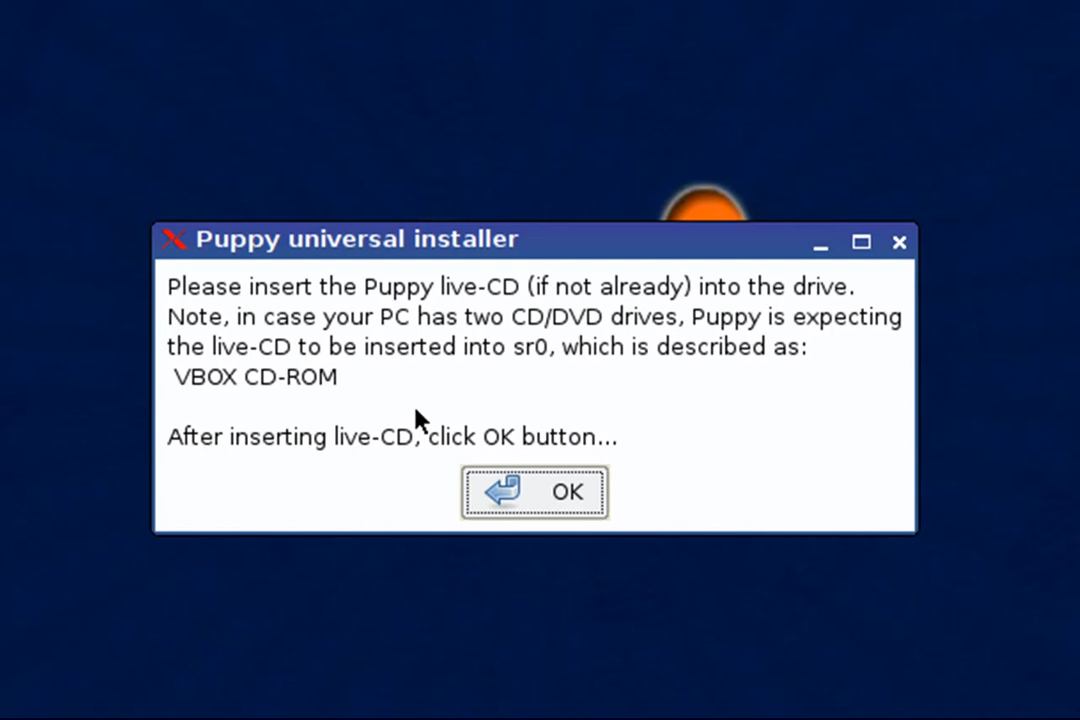 Puppy universal installer
Please insert the Puppy live-CD (if not already) into the drive.
Note, in case your PC has two CD/DVD drives, Puppy is expecting
the live-CD to be inserted into sr0, which is described as:
VBOX CD-ROM
After inserting live-CD, click OK button...
OK